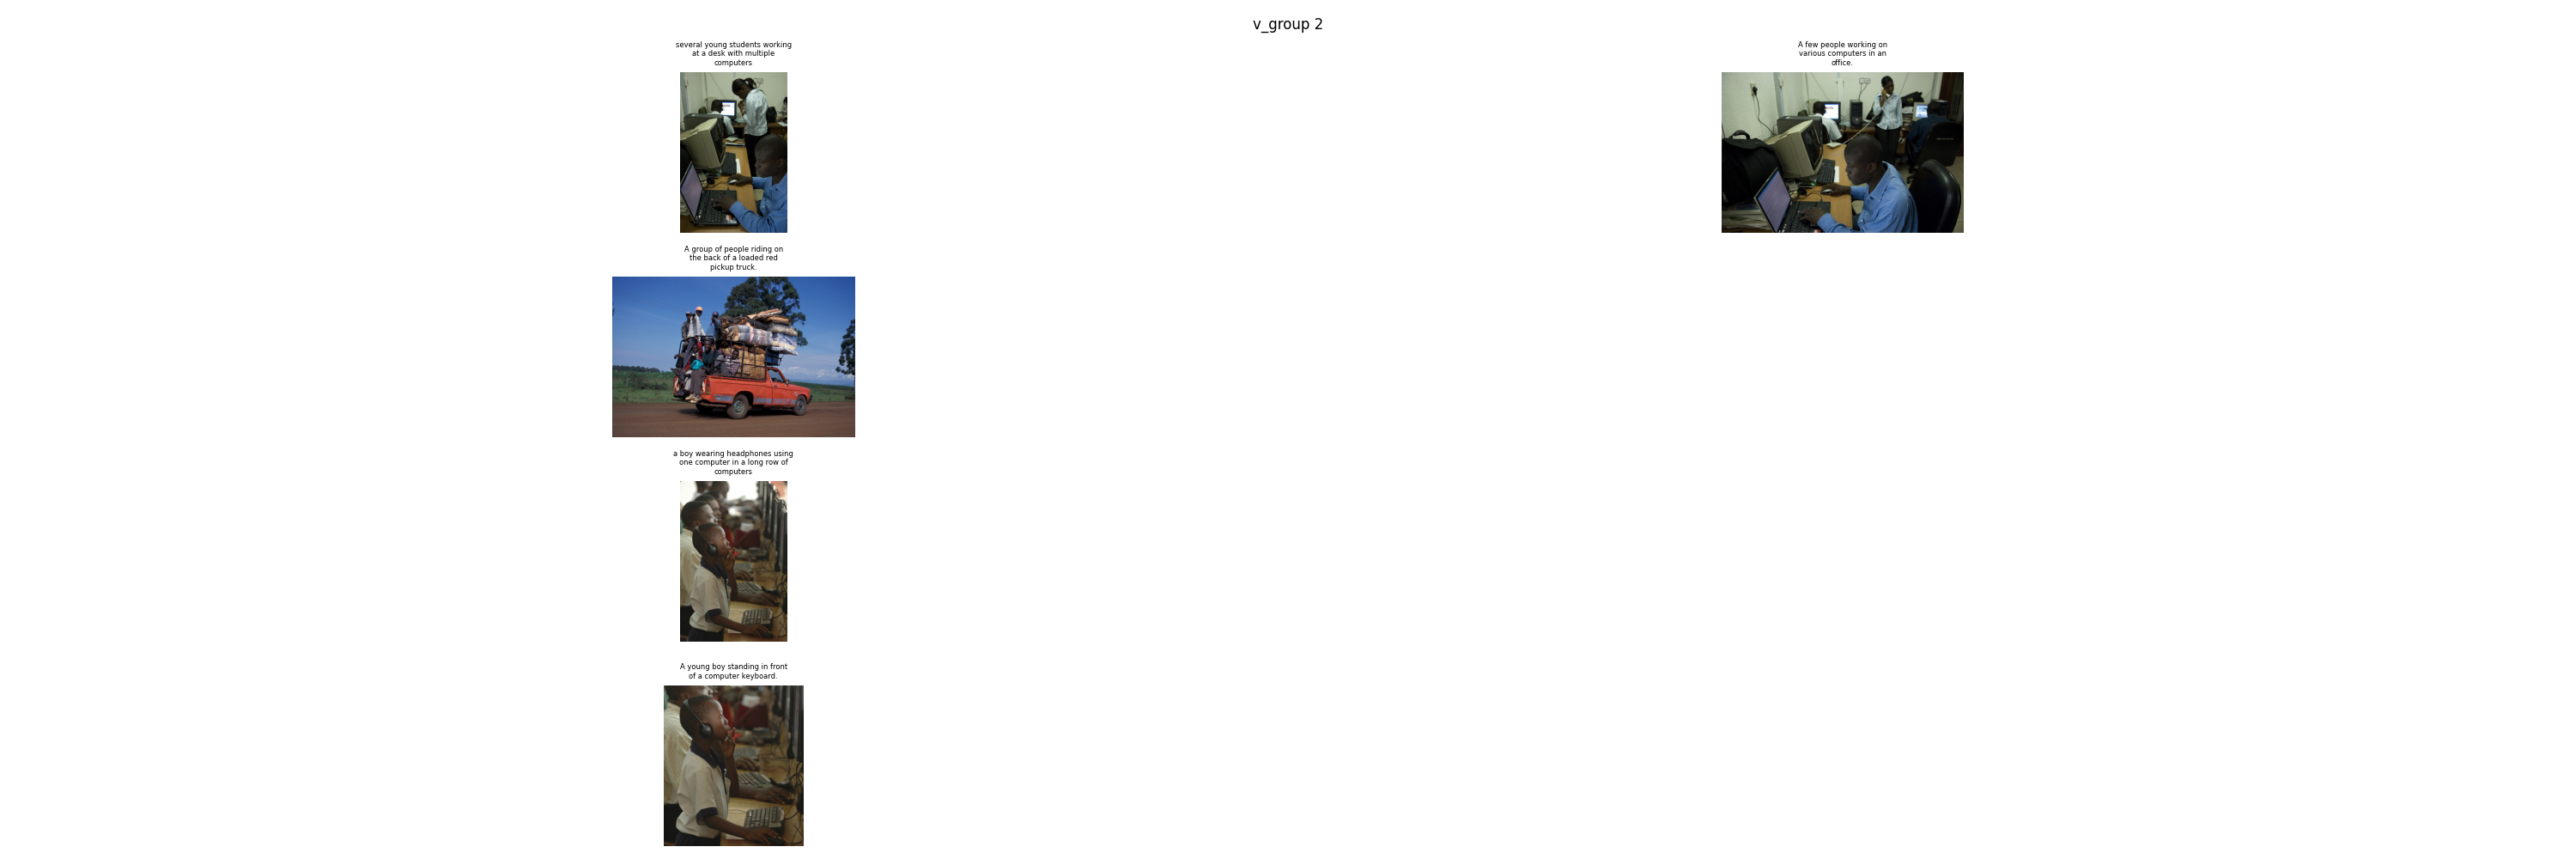 v_group 2
several young students working
at a desk with multiple
computers
A few people working on
various computers in an
office.
A group of people riding on
the back of a loaded red
pickup truck.
a boy wearing headphones using
one computer in a long row of
computers
A young boy standing in front
of a computer keyboard.